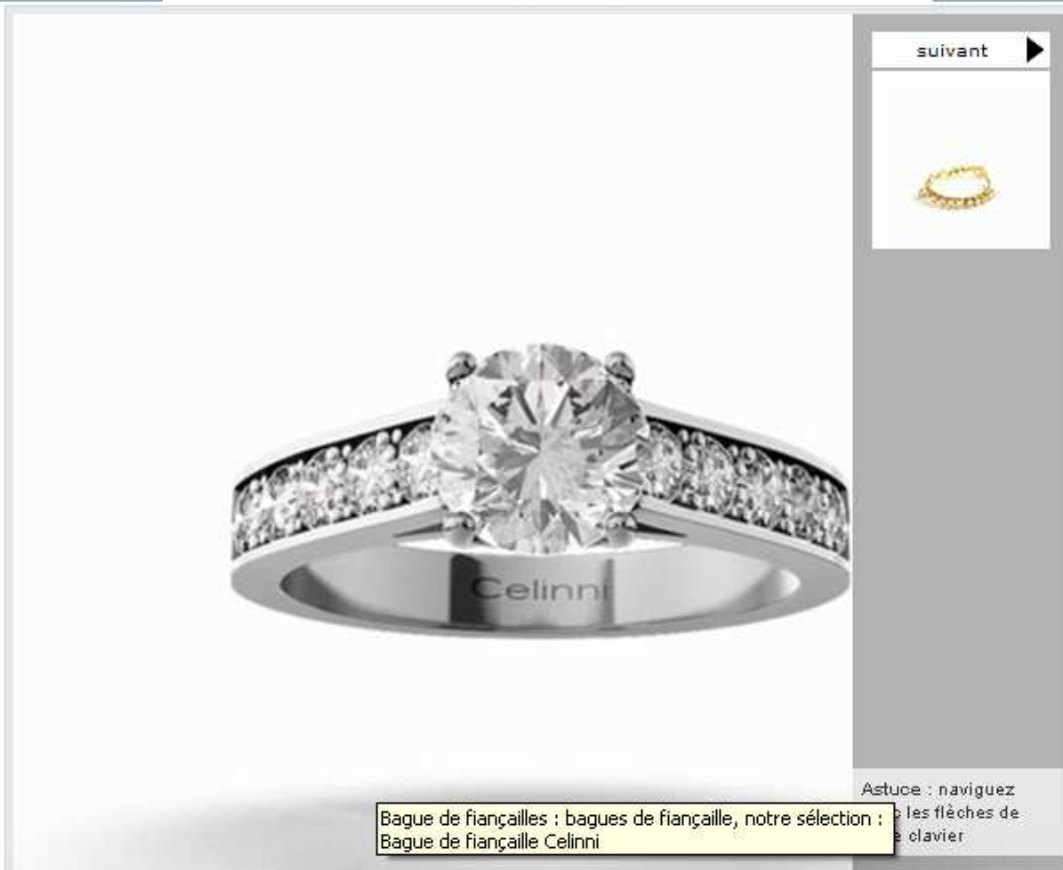 suivant
Celinni
Astuce : naviguez
les flèches de
clavier
Bague de fiançailles : bagues de fiançaille, notre sélection :
Bague de fiançaille Celinni